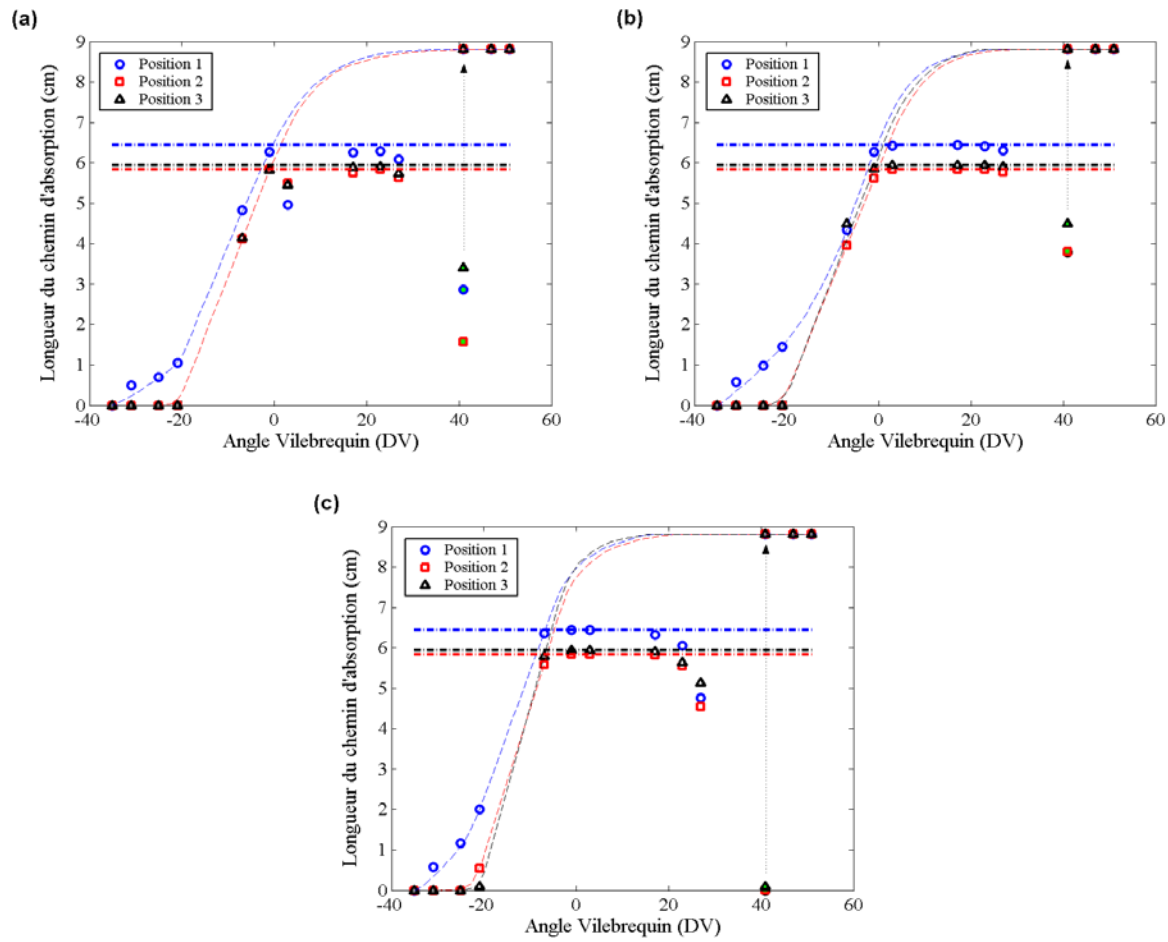 (a)
9
8
7
6
5
4
3
2
1
0
-40
-20
0
20
40
60
Longueur du chemin d'absorption (cm)
Angle Vilebrequin (DV)
Position 1
Position 2
Position 3
(b)
9
8
7
6
5
4
3
2
1
0
-40
-20
0
20
40
60
Longueur du chemin d'absorption (cm)
Angle Vilebrequin (DV)
Position 1
Position 2
Position 3
(c)
9
8
7
6
5
4
3
2
1
0
-40
-20
0
20
40
60
Longueur du chemin d'absorption (cm)
Angle Vilebrequin (DV)
Position 1
Position 2
Position 3